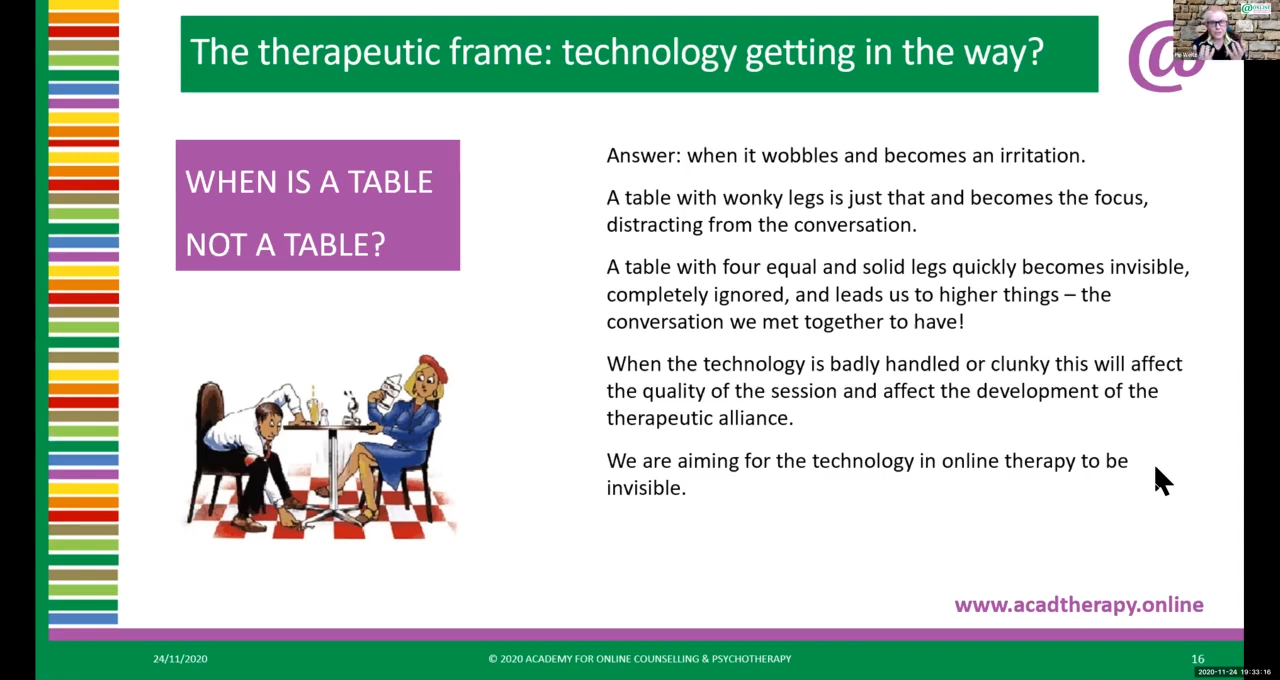 The therapeutic frame: technology getting in the way?
@ONLINE
WHEN IS A TABLE
NOT A TABLE?
Answer: when it wobbles and becomes an irritation.
A table with wonky legs is just that and becomes the focus,
distracting from the conversation.
A table with four equal and solid legs quickly becomes invisible,
completely ignored, and leads us to higher things – the
conversation we met together to have!
When the technology is badly handled or clunky this will affect
the quality of the session and affect the development of the
therapeutic alliance.
We are aiming for the technology in online therapy to be
invisible.
www.acadtherapy.online
24/11/2020
© 2020 ACADEMY FOR ONLINE COUNSELLING & PSYCHOTHERAPY
16
2020-11-24 19:33:16